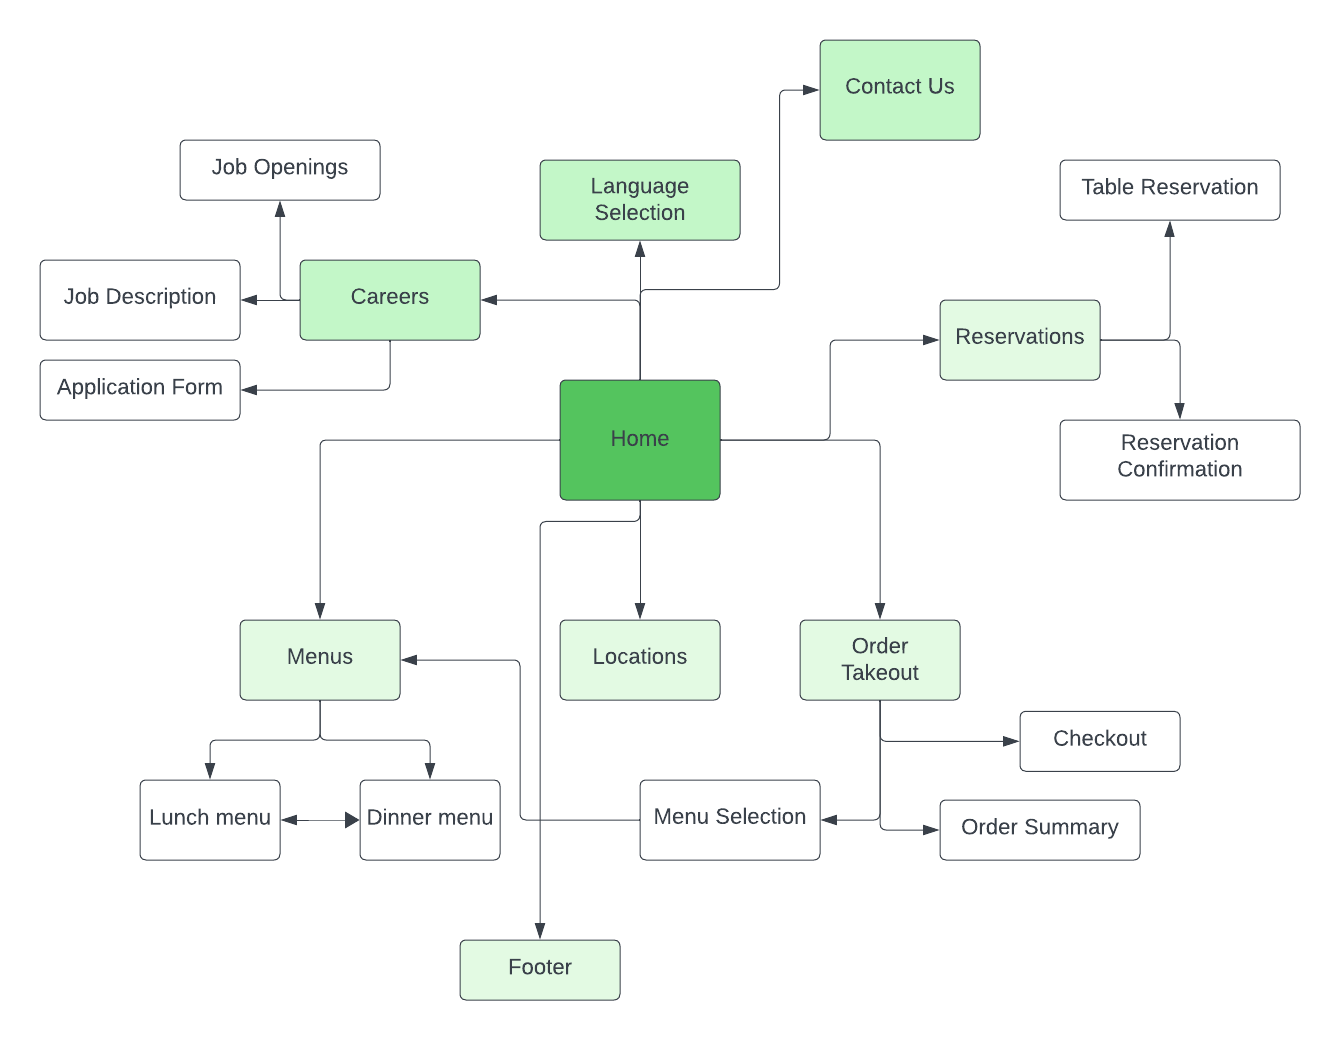 Contact Us
Job Openings
Language
Selection
Table Reservation
Job Description
Careers
Reservations
Application Form
Home
Reservation
Confirmation
Menus
Locations
Order
Takeout
Checkout
Lunch menu
Dinner menu
Menu Selection
Order Summary
Footer